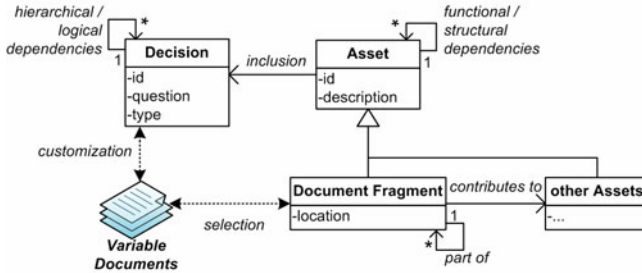 hierarchical /
logical
dependencies
*
1
Decision
-id
-question
-type
inclusion
Asset
-id
-description
*
1
functional /
structural
dependencies
customization
Variable
Documents
selection
Document Fragment
-location
1
*
part of
contributes to
other Assets
-...